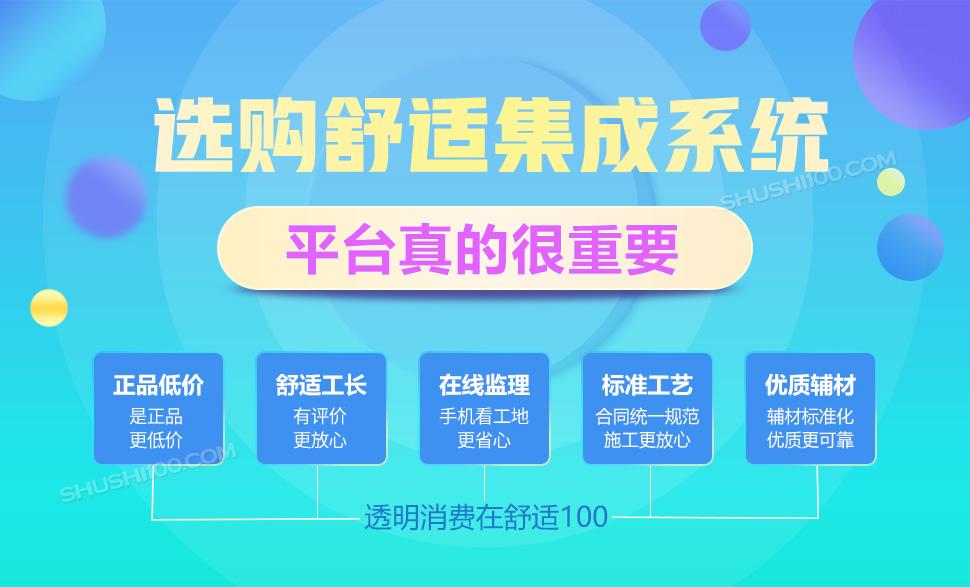 选购舒适集成系统
SHUSHI100.COM
平台真的很重要
正品低价
是正品
更低价
舒适工长
有评价
更放心
在线监理
手机看工地
更省心
标准工艺
合同统一规范
施工更放心
优质辅材
辅材标准化
优质更可靠
SHUSHI100.COM
透明消费在舒适100